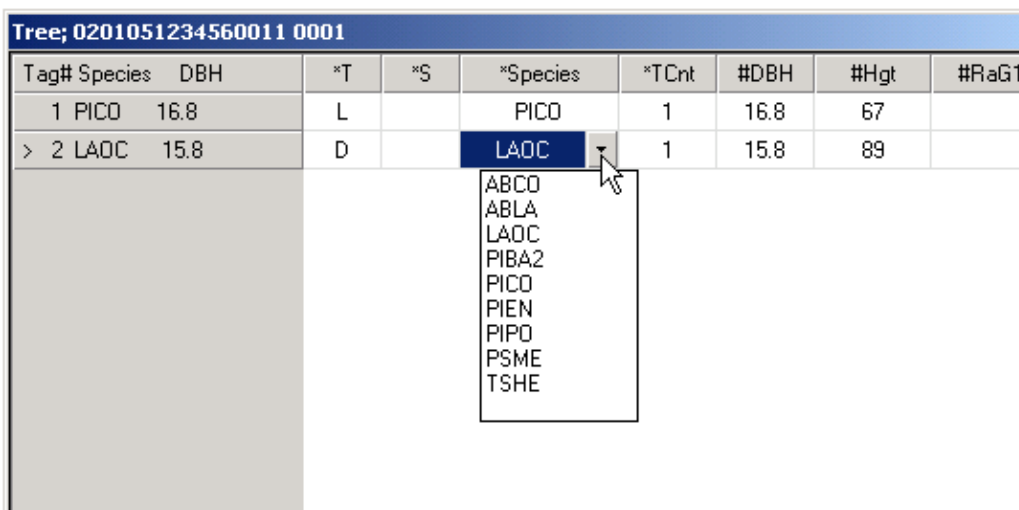 Tree; 0201051234560011 0001
Tag# Species DBH *T *S *Species *TCnt #DBH #Hgt #RaG1
1 PICO 16.8 L PICO 1 16.8 67
> 2 LAOC 15.8 D LAOC 1 15.8 89
ABCO
ABLA
LAOC
PIBA2
PICO
PIEN
PIPO
PSME
TSHE